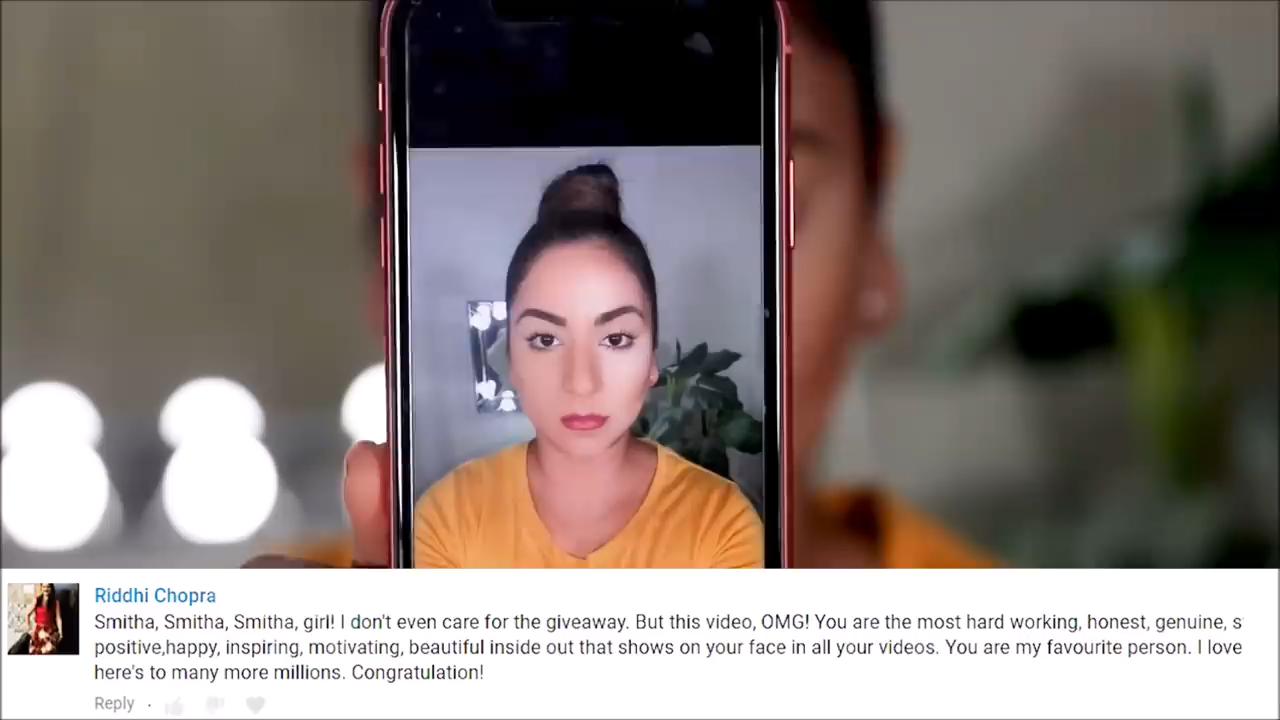 Riddhi Chopra
Smitha, Smitha, Smitha, girl! I don't even care for the giveaway. But this video, OMG! You are the most hard working, honest, genuine, s
positive,happy, inspiring, motivating, beautiful inside out that shows on your face in all your videos. You are my favourite person. I love
here's to many more millions. Congratulation!
Reply